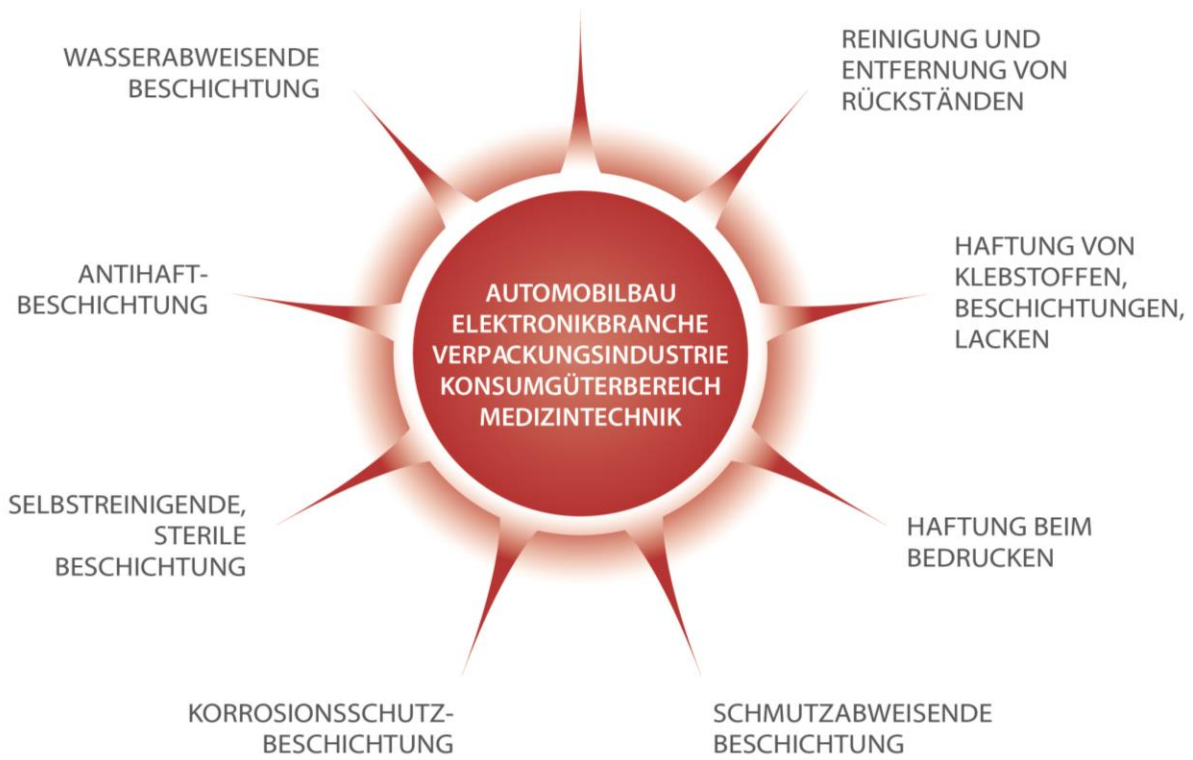 WASSERABWEISENDE
BESCHICHTUNG
REINIGUNG UND
ENTFERNUNG VON
RÜCKSTÄNDEN
ANTIHAFT-
BESCHICHTUNG
HAFTUNG VON
KLEBSTOFFEN,
BESCHICHTUNGEN,
LACKEN
AUTOMOBILBAU
ELEKTRONIKBRANCHE
VERPACKUNGSINDUSTRIE
KONSUMGÜTERBEREICH
MEDIZINTECHNIK
SELBSTREINIGENDE,
STERILE
BESCHICHTUNG
HAFTUNG BEIM
BEDRUCKEN
KORROSIONSSCHUTZ-
BESCHICHTUNG
SCHMUTZABWEISENDE
BESCHICHTUNG